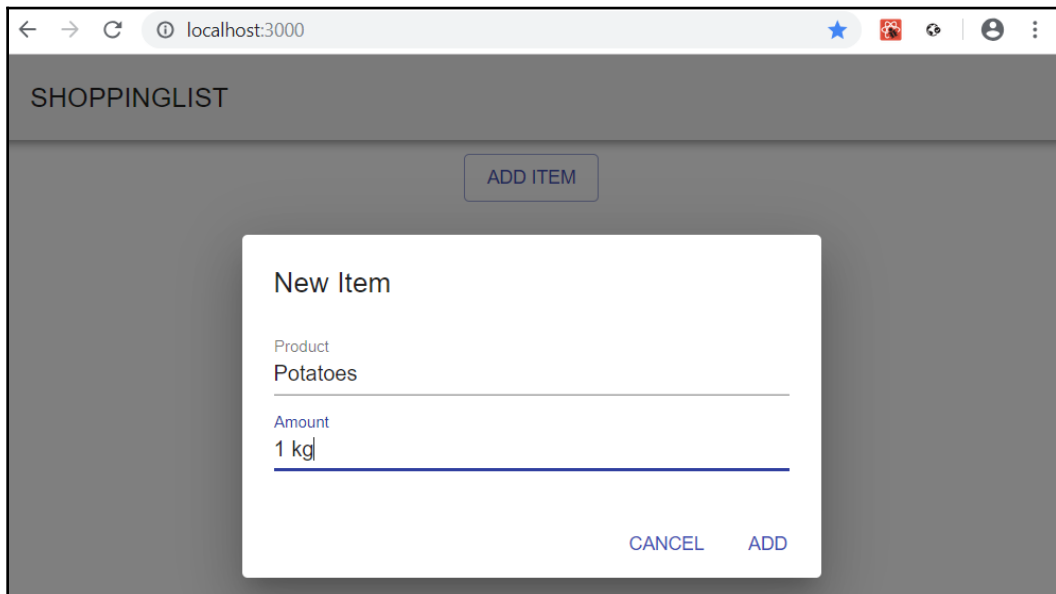 localhost:3000
SHOPPINGLIST
ADD ITEM
New Item
Product
Potatoes
Amount
1 kg
CANCEL ADD